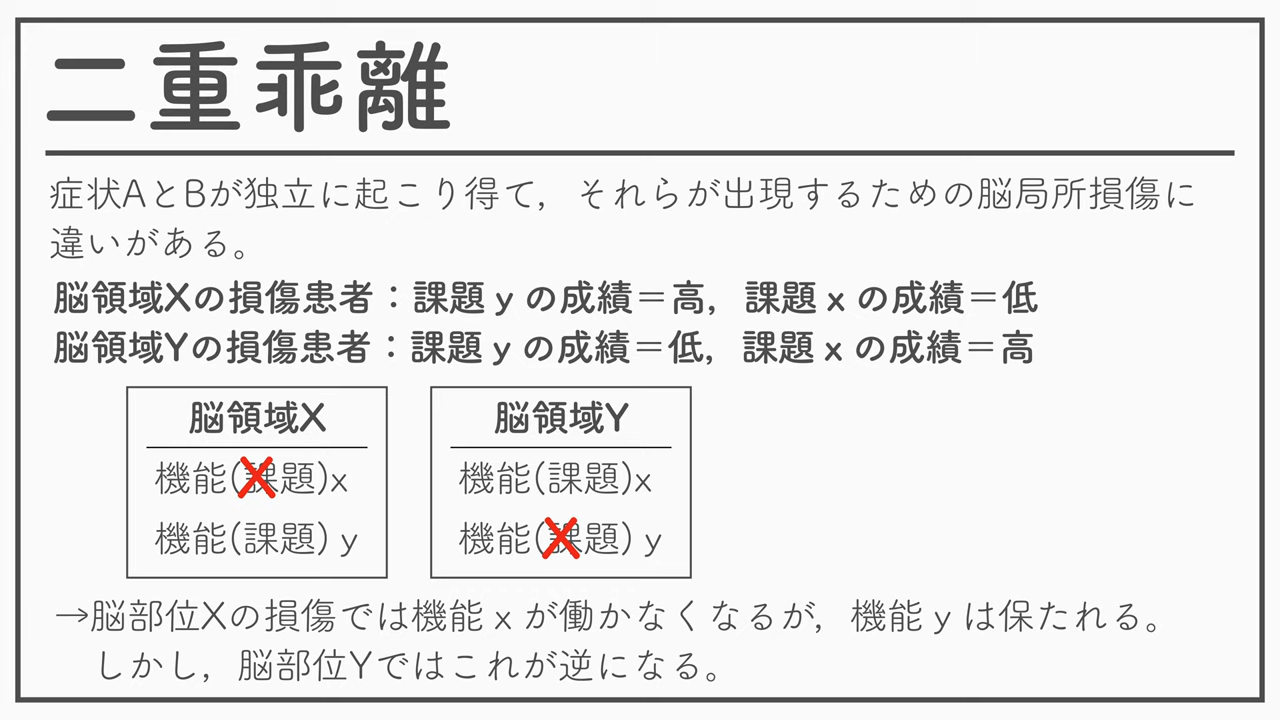 二重乖離
症状AとBが独立に起こり得て，それらが出現するための脳局所損傷に
違いがある。
脳領域Xの損傷患者：課題 y の成績＝高，課題 x の成績＝低
脳領域Yの損傷患者：課題 y の成績＝低，課題 x の成績＝高
脳領域X
機能(課題)x
機能(課題) y
脳領域Y
機能(課題)x
機能(課題) y
→脳部位Xの損傷では機能 x が働かなくなるが，機能 y は保たれる。
しかし，脳部位Yではこれが逆になる。